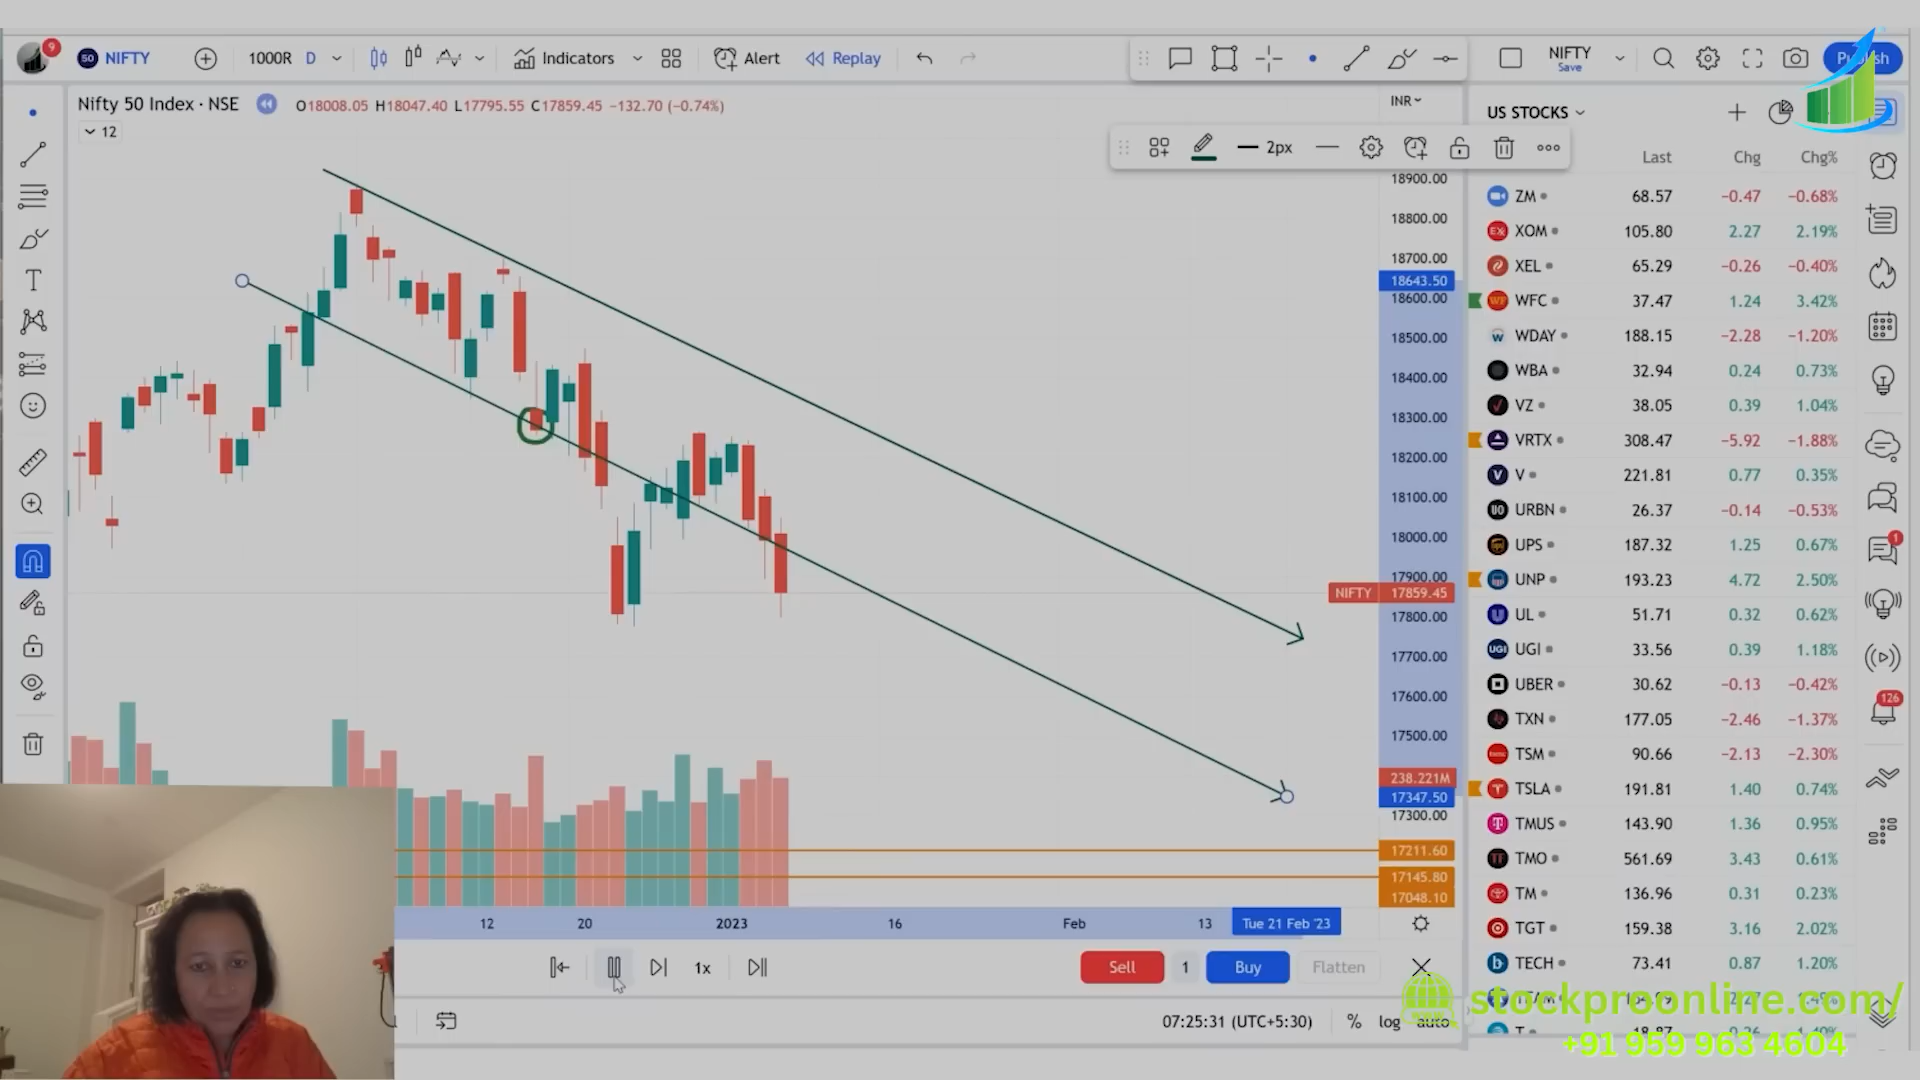 9
50 NIFTY
1000R D
Indicators
Alert
Replay
NIFTY
Save
Publish
Nifty 50 Index · NSE O18008.05 H18047.40 L17795.55 C17859.45 −132.70 (−0.74%)
12
INR
2px
18900.00
18800.00
18700.00
18643.50
18600.00
18500.00
18400.00
18300.00
18200.00
18100.00
18000.00
17900.00
NIFTY 17859.45
17800.00
17700.00
17600.00
17500.00
238.221M
17347.50
17300.00
17211.60
17145.80
17048.10
12 20 2023 16 Feb 13 Tue 21 Feb '23
1x
Sell 1 Buy Flatten
07:25:31 (UTC+5:30) % log auto
US STOCKS
Last Chg Chg%
ZM 68.57 −0.47 −0.68%
XOM 105.80 2.27 2.19%
XEL 65.29 −0.26 −0.40%
WFC 37.47 1.24 3.42%
WDAY 188.15 −2.28 −1.20%
WBA 32.94 0.24 0.73%
VZ 38.05 0.39 1.04%
VRTX 308.47 −5.92 −1.88%
V 221.81 0.77 0.35%
URBN 26.37 −0.14 −0.53%
UPS 187.32 1.25 0.67%
UNP 193.23 4.72 2.50%
UL 51.71 0.32 0.62%
UGI 33.56 0.39 1.18%
UBER 30.62 −0.13 −0.42%
TXN 177.05 −2.46 −1.37%
TSM 90.66 −2.13 −2.30%
TSLA 191.81 1.40 0.74%
TMUS 143.90 1.36 0.95%
TMO 561.69 3.43 0.61%
TM 136.96 0.31 0.23%
TGT 159.38 3.16 2.02%
TECH 73.41 0.87 1.20%
1
126
stockproonline.com/
+91 959 963 4604